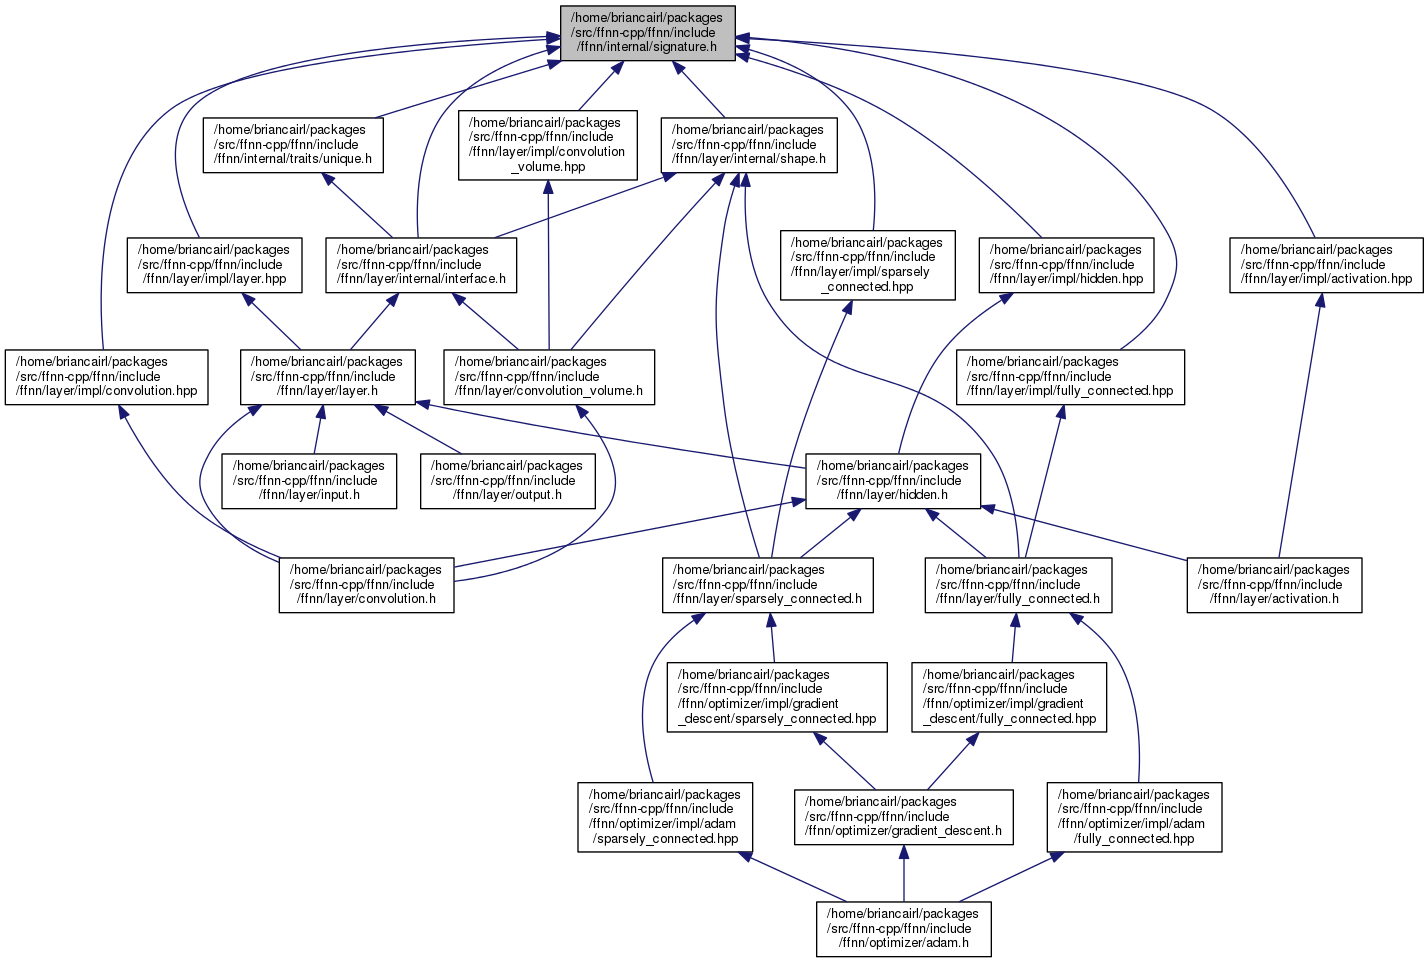 /home/briancairl/packages
/src/ffnn-cpp/ffnn/include
/ffnn/internal/signature.h
/home/briancairl/packages
/src/ffnn-cpp/ffnn/include
/ffnn/internal/traits/unique.h
/home/briancairl/packages
/src/ffnn-cpp/ffnn/include
/ffnn/layer/impl/convolution
_volume.hpp
/home/briancairl/packages
/src/ffnn-cpp/ffnn/include
/ffnn/layer/internal/shape.h
/home/briancairl/packages
/src/ffnn-cpp/ffnn/include
/ffnn/layer/impl/layer.hpp
/home/briancairl/packages
/src/ffnn-cpp/ffnn/include
/ffnn/layer/internal/interface.h
/home/briancairl/packages
/src/ffnn-cpp/ffnn/include
/ffnn/layer/impl/sparsely
_connected.hpp
/home/briancairl/packages
/src/ffnn-cpp/ffnn/include
/ffnn/layer/impl/hidden.hpp
/home/briancairl/packages
/src/ffnn-cpp/ffnn/include
/ffnn/layer/impl/activation.hpp
/home/briancairl/packages
/src/ffnn-cpp/ffnn/include
/ffnn/layer/impl/convolution.hpp
/home/briancairl/packages
/src/ffnn-cpp/ffnn/include
/ffnn/layer/layer.h
/home/briancairl/packages
/src/ffnn-cpp/ffnn/include
/ffnn/layer/convolution_volume.h
/home/briancairl/packages
/src/ffnn-cpp/ffnn/include
/ffnn/layer/impl/fully_connected.hpp
/home/briancairl/packages
/src/ffnn-cpp/ffnn/include
/ffnn/layer/input.h
/home/briancairl/packages
/src/ffnn-cpp/ffnn/include
/ffnn/layer/output.h
/home/briancairl/packages
/src/ffnn-cpp/ffnn/include
/ffnn/layer/hidden.h
/home/briancairl/packages
/src/ffnn-cpp/ffnn/include
/ffnn/layer/convolution.h
/home/briancairl/packages
/src/ffnn-cpp/ffnn/include
/ffnn/layer/sparsely_connected.h
/home/briancairl/packages
/src/ffnn-cpp/ffnn/include
/ffnn/layer/fully_connected.h
/home/briancairl/packages
/src/ffnn-cpp/ffnn/include
/ffnn/layer/activation.h
/home/briancairl/packages
/src/ffnn-cpp/ffnn/include
/ffnn/optimizer/impl/gradient
_descent/sparsely_connected.hpp
/home/briancairl/packages
/src/ffnn-cpp/ffnn/include
/ffnn/optimizer/impl/gradient
_descent/fully_connected.hpp
/home/briancairl/packages
/src/ffnn-cpp/ffnn/include
/ffnn/optimizer/impl/adam
/sparsely_connected.hpp
/home/briancairl/packages
/src/ffnn-cpp/ffnn/include
/ffnn/optimizer/gradient_descent.h
/home/briancairl/packages
/src/ffnn-cpp/ffnn/include
/ffnn/optimizer/impl/adam
/fully_connected.hpp
/home/briancairl/packages
/src/ffnn-cpp/ffnn/include
/ffnn/optimizer/adam.h